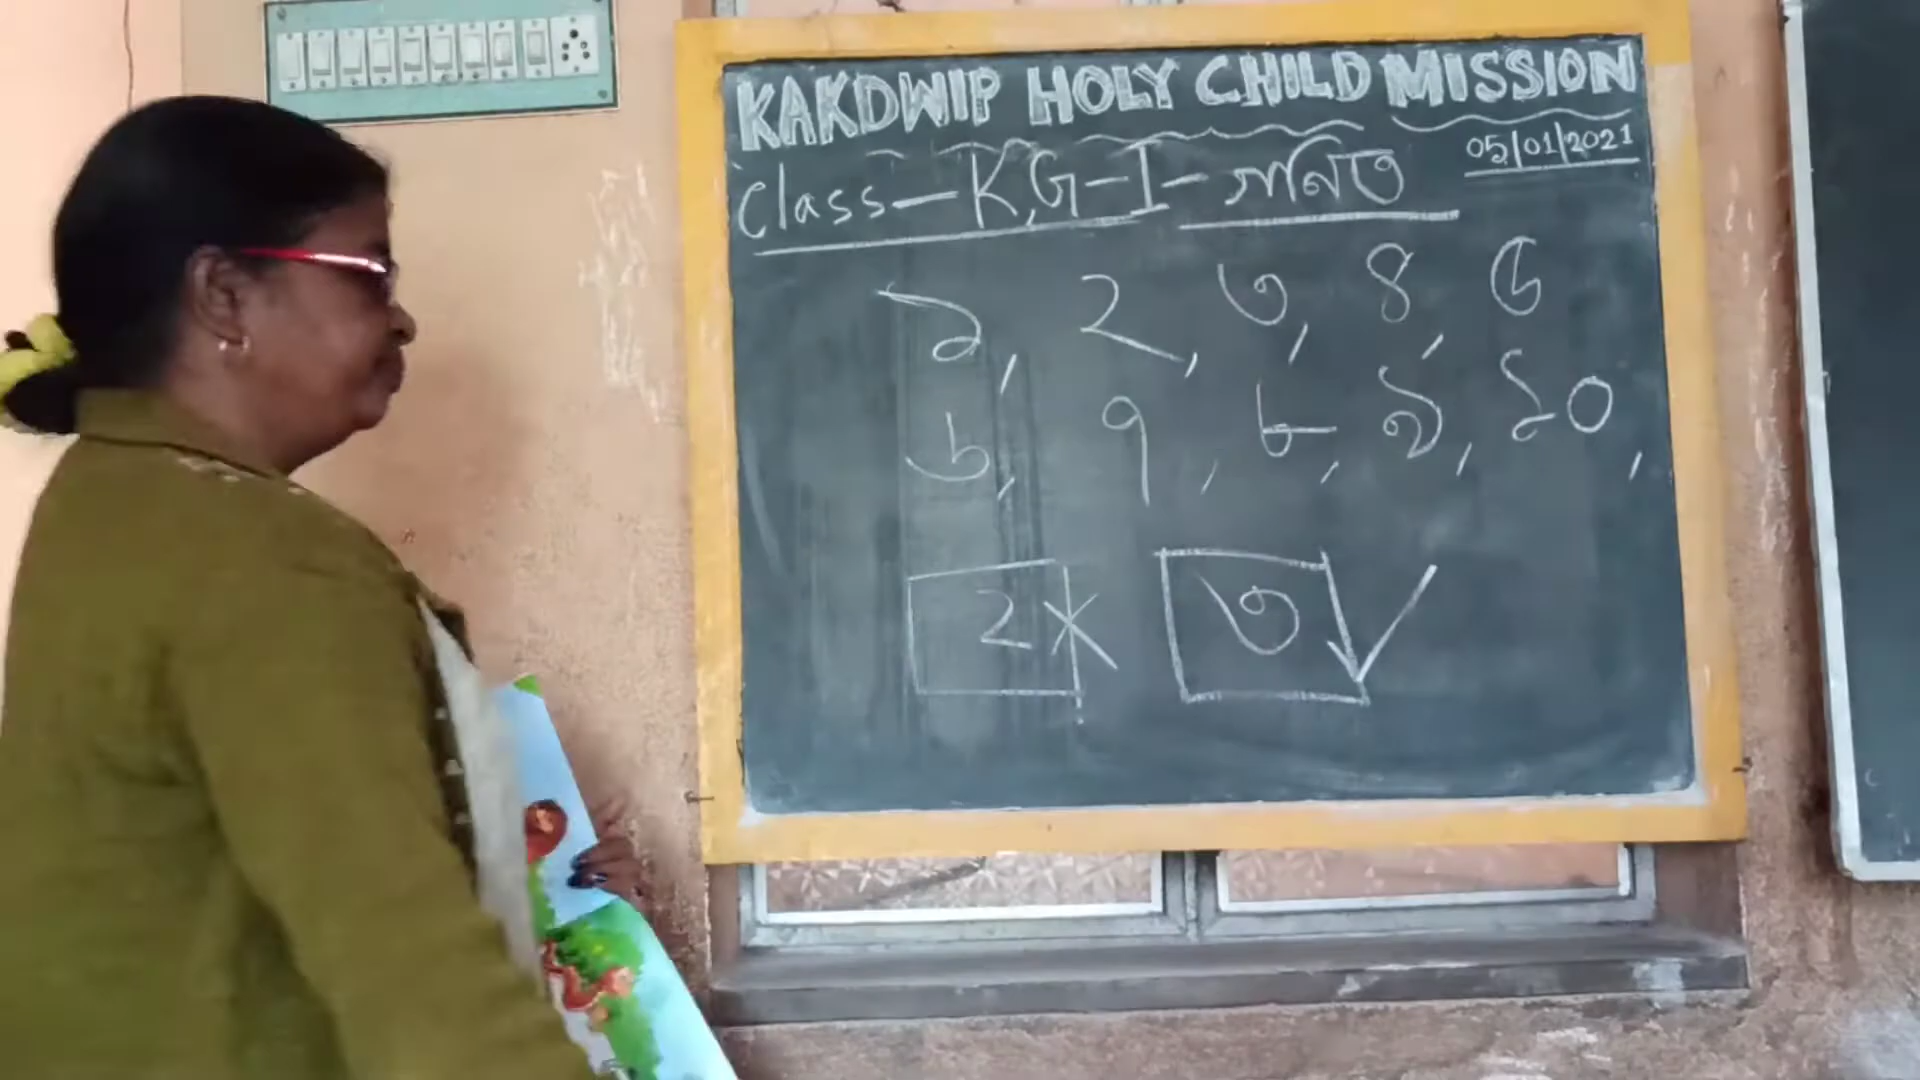 KAKDWIP HOLY CHILD MISSION
05/01/2021
Class-K,G-I-গনিত
১, ২, ৩, ৪, ৫
৬, ৭, ৮, ৯, ১০,
২ ৩